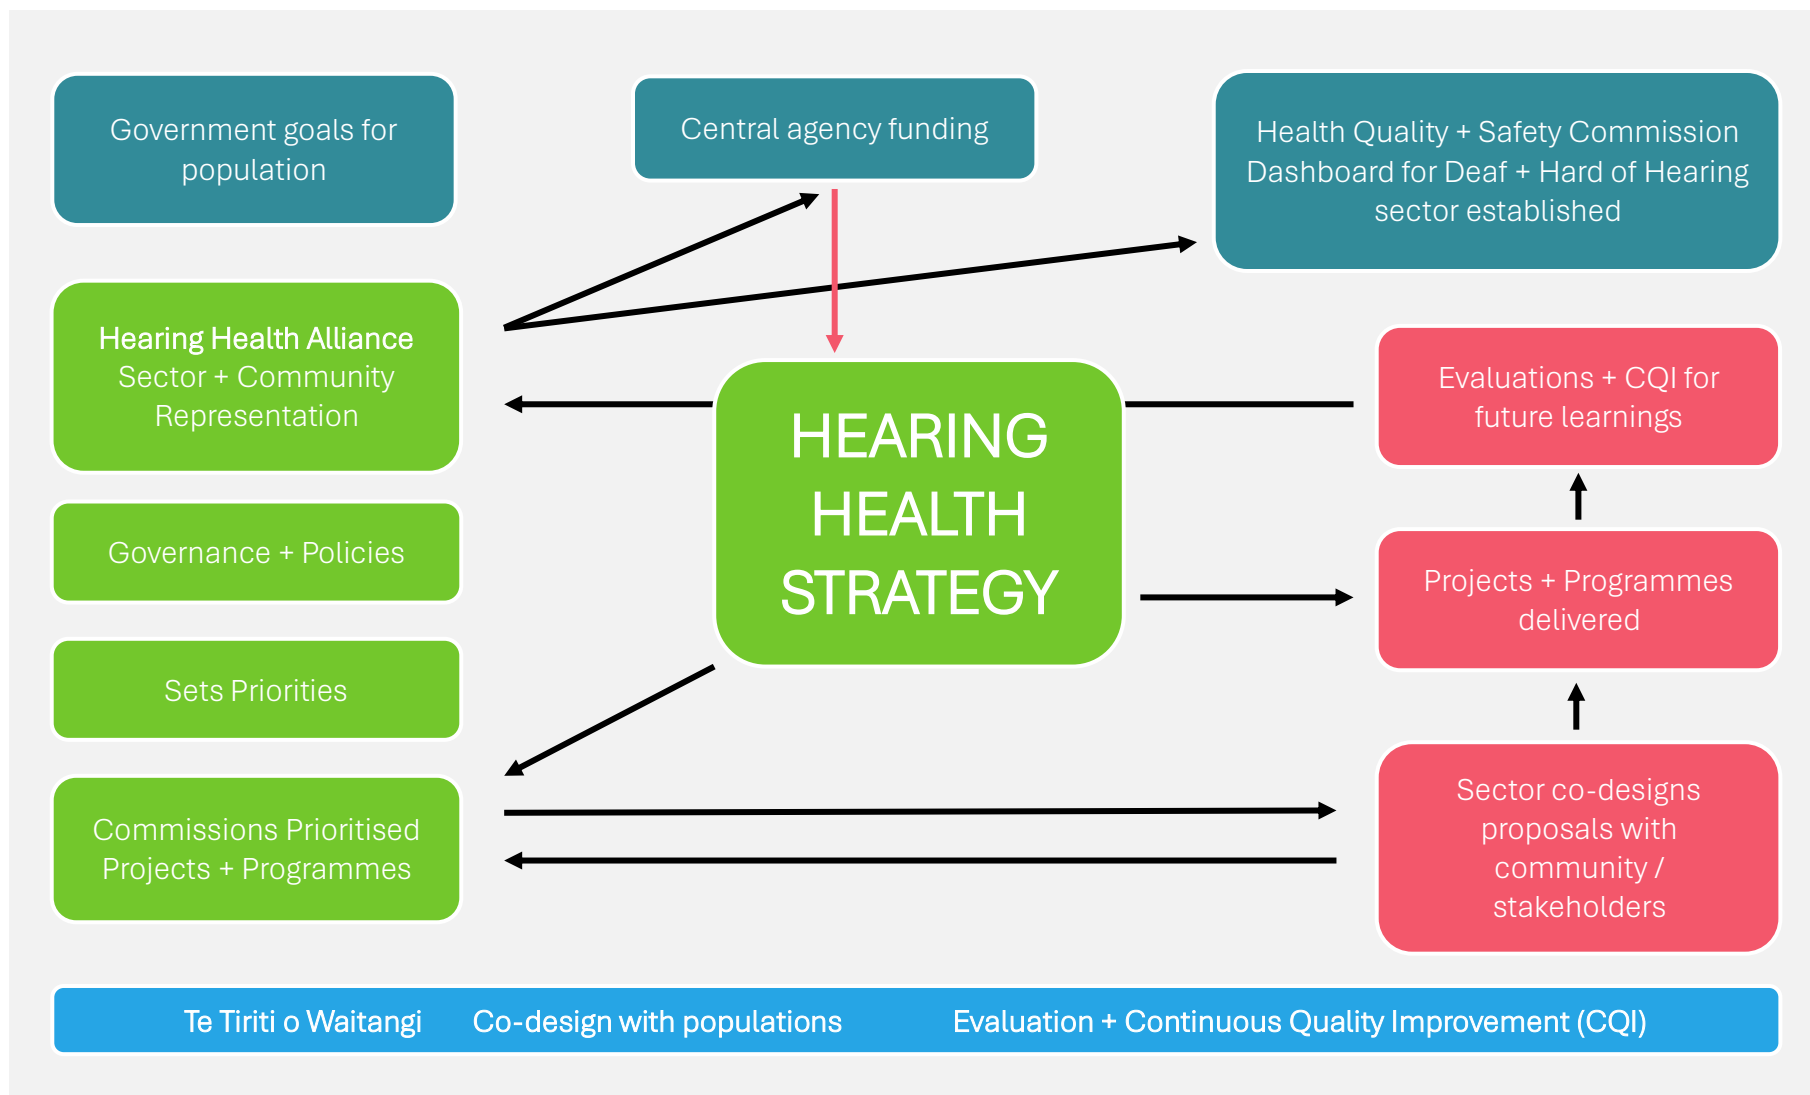 Government goals for
population
Central agency funding
Health Quality + Safety Commission
Dashboard for Deaf + Hard of Hearing
sector established
Hearing Health Alliance
Sector + Community
Representation
Governance + Policies
Sets Priorities
Commissions Prioritised
Projects + Programmes
HEARING
HEALTH
STRATEGY
Evaluations + CQI for
future learnings
Projects + Programmes
delivered
Sector co-designs
proposals with
community /
stakeholders
Te Tiriti o Waitangi Co-design with populations Evaluation + Continuous Quality Improvement (CQI)